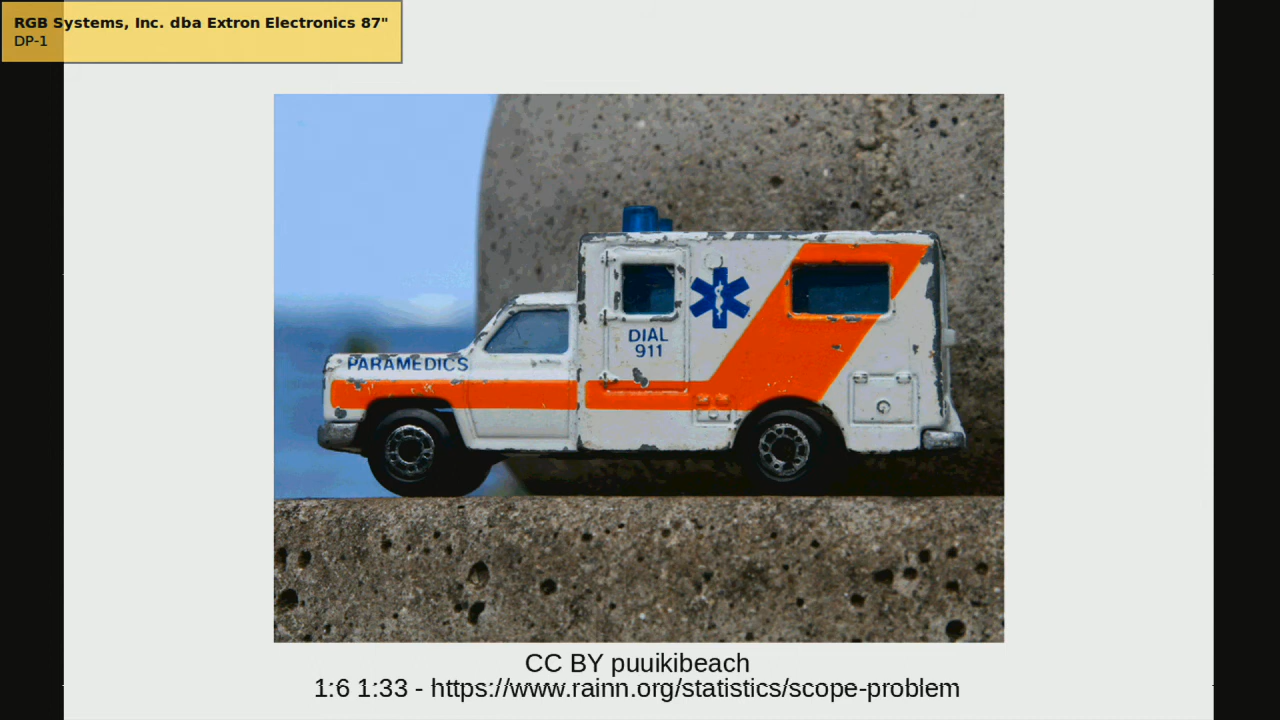 RGB Systems, Inc. dba Extron Electronics 87"
DP-1
PARAMEDICS
DIAL
911
CC BY puuikibeach
1:6 1:33 - https://www.rainn.org/statistics/scope-problem